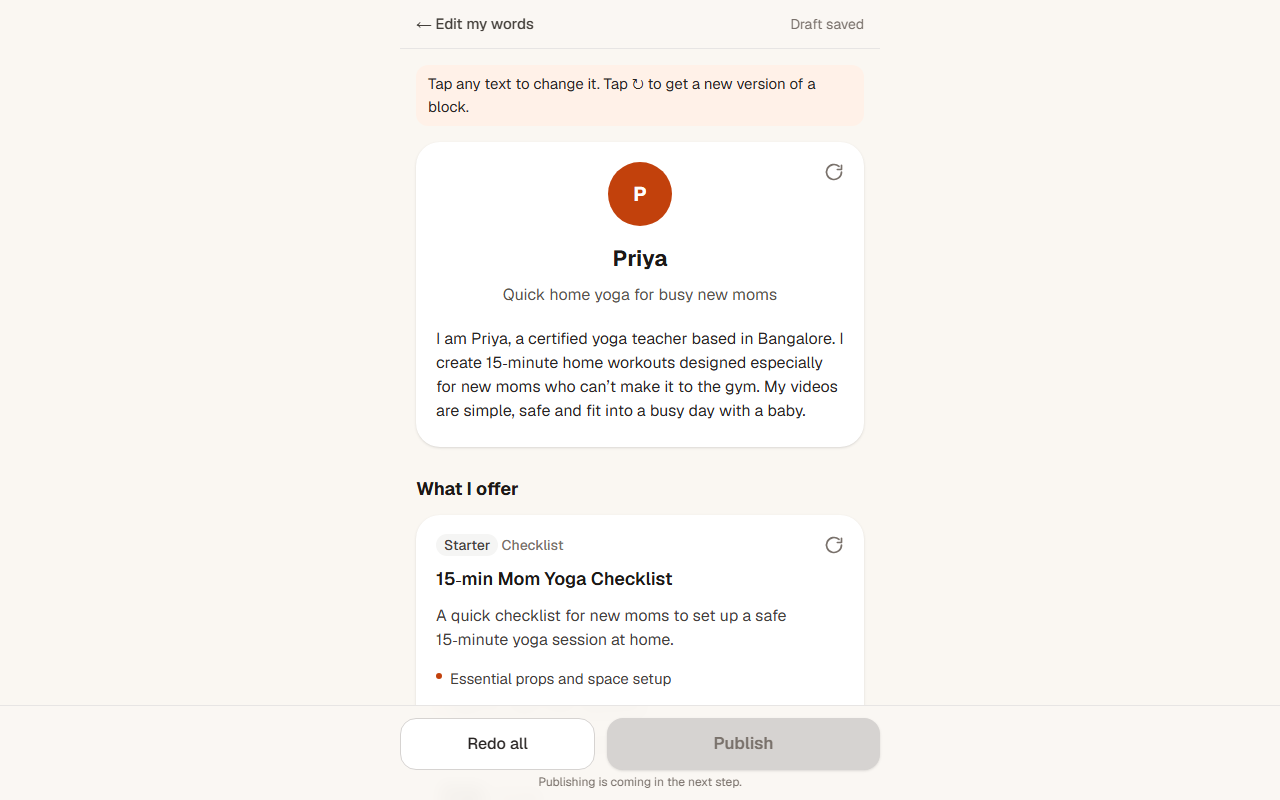 ← Edit my words
Draft saved
Tap any text to change it. Tap ↻ to get a new version of a
block.
P
Priya
Quick home yoga for busy new moms
I am Priya, a certified yoga teacher based in Bangalore. I
create 15-minute home workouts designed especially
for new moms who can’t make it to the gym. My videos
are simple, safe and fit into a busy day with a baby.
What I offer
Starter Checklist
15-min Mom Yoga Checklist
A quick checklist for new moms to set up a safe
15-minute yoga session at home.
• Essential props and space setup
Redo all
Publish
Publishing is coming in the next step.